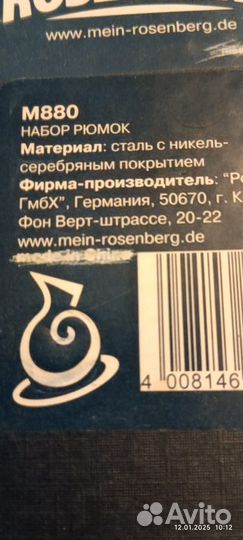 www.mein-rosenberg.de
M880
НАБОР РЮМОК
Материал: сталь с никель-
серебряным покрытием
Фирма-производитель: "Ро
ГмбХ", Германия, 50670, г. К
Фон Верт-штрассе, 20-22
www.mein-rosenberg.de
made in China
4 008146
Avito
12.01.2025 10:12